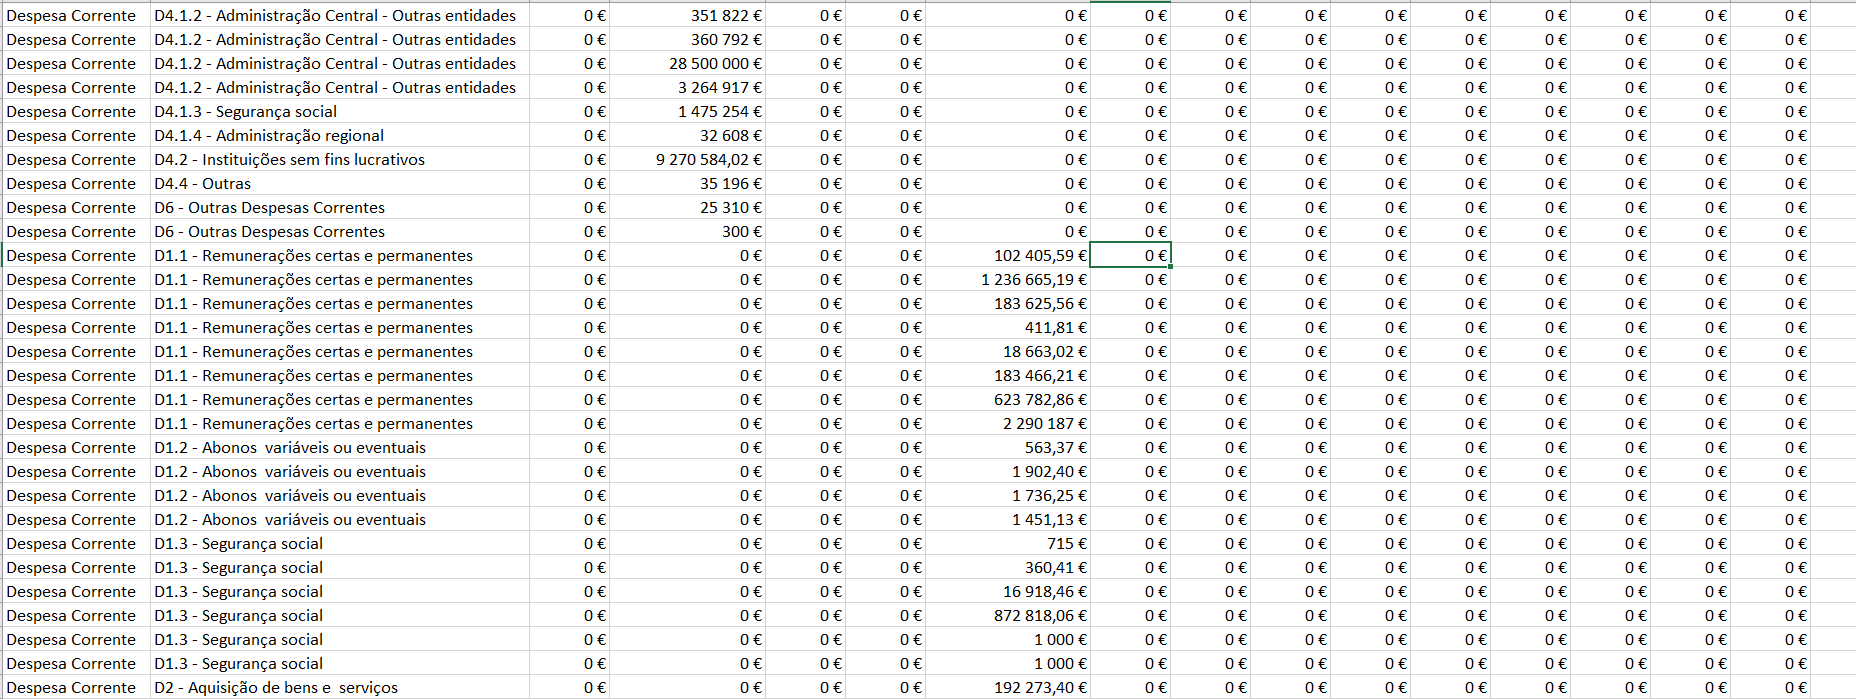 Despesa Corrente D4.1.2 - Administração Central - Outras entidades 0 € 351 822 € 0 € 0 € 0 € 0 € 0 € 0 € 0 € 0 € 0 € 0 € 0 € 0 €
Despesa Corrente D4.1.2 - Administração Central - Outras entidades 0 € 360 792 € 0 € 0 € 0 € 0 € 0 € 0 € 0 € 0 € 0 € 0 € 0 € 0 €
Despesa Corrente D4.1.2 - Administração Central - Outras entidades 0 € 28 500 000 € 0 € 0 € 0 € 0 € 0 € 0 € 0 € 0 € 0 € 0 € 0 € 0 €
Despesa Corrente D4.1.2 - Administração Central - Outras entidades 0 € 3 264 917 € 0 € 0 € 0 € 0 € 0 € 0 € 0 € 0 € 0 € 0 € 0 € 0 €
Despesa Corrente D4.1.3 - Segurança social 0 € 1 475 254 € 0 € 0 € 0 € 0 € 0 € 0 € 0 € 0 € 0 € 0 € 0 € 0 €
Despesa Corrente D4.1.4 - Administração regional 0 € 32 608 € 0 € 0 € 0 € 0 € 0 € 0 € 0 € 0 € 0 € 0 € 0 € 0 €
Despesa Corrente D4.2 - Instituições sem fins lucrativos 0 € 9 270 584,02 € 0 € 0 € 0 € 0 € 0 € 0 € 0 € 0 € 0 € 0 € 0 € 0 €
Despesa Corrente D4.4 - Outras 0 € 35 196 € 0 € 0 € 0 € 0 € 0 € 0 € 0 € 0 € 0 € 0 € 0 € 0 €
Despesa Corrente D6 - Outras Despesas Correntes 0 € 25 310 € 0 € 0 € 0 € 0 € 0 € 0 € 0 € 0 € 0 € 0 € 0 € 0 €
Despesa Corrente D6 - Outras Despesas Correntes 0 € 300 € 0 € 0 € 0 € 0 € 0 € 0 € 0 € 0 € 0 € 0 € 0 € 0 €
Despesa Corrente D1.1 - Remunerações certas e permanentes 0 € 0 € 0 € 0 € 102 405,59 € 0 € 0 € 0 € 0 € 0 € 0 € 0 € 0 € 0 €
Despesa Corrente D1.1 - Remunerações certas e permanentes 0 € 0 € 0 € 0 € 1 236 665,19 € 0 € 0 € 0 € 0 € 0 € 0 € 0 € 0 € 0 €
Despesa Corrente D1.1 - Remunerações certas e permanentes 0 € 0 € 0 € 0 € 183 625,56 € 0 € 0 € 0 € 0 € 0 € 0 € 0 € 0 € 0 €
Despesa Corrente D1.1 - Remunerações certas e permanentes 0 € 0 € 0 € 0 € 411,81 € 0 € 0 € 0 € 0 € 0 € 0 € 0 € 0 € 0 €
Despesa Corrente D1.1 - Remunerações certas e permanentes 0 € 0 € 0 € 0 € 18 663,02 € 0 € 0 € 0 € 0 € 0 € 0 € 0 € 0 € 0 €
Despesa Corrente D1.1 - Remunerações certas e permanentes 0 € 0 € 0 € 0 € 183 466,21 € 0 € 0 € 0 € 0 € 0 € 0 € 0 € 0 € 0 €
Despesa Corrente D1.1 - Remunerações certas e permanentes 0 € 0 € 0 € 0 € 623 782,86 € 0 € 0 € 0 € 0 € 0 € 0 € 0 € 0 € 0 €
Despesa Corrente D1.1 - Remunerações certas e permanentes 0 € 0 € 0 € 0 € 2 290 187 € 0 € 0 € 0 € 0 € 0 € 0 € 0 € 0 € 0 €
Despesa Corrente D1.2 - Abonos  variáveis ou eventuais 0 € 0 € 0 € 0 € 563,37 € 0 € 0 € 0 € 0 € 0 € 0 € 0 € 0 € 0 €
Despesa Corrente D1.2 - Abonos  variáveis ou eventuais 0 € 0 € 0 € 0 € 1 902,40 € 0 € 0 € 0 € 0 € 0 € 0 € 0 € 0 € 0 €
Despesa Corrente D1.2 - Abonos  variáveis ou eventuais 0 € 0 € 0 € 0 € 1 736,25 € 0 € 0 € 0 € 0 € 0 € 0 € 0 € 0 € 0 €
Despesa Corrente D1.2 - Abonos  variáveis ou eventuais 0 € 0 € 0 € 0 € 1 451,13 € 0 € 0 € 0 € 0 € 0 € 0 € 0 € 0 € 0 €
Despesa Corrente D1.3 - Segurança social 0 € 0 € 0 € 0 € 715 € 0 € 0 € 0 € 0 € 0 € 0 € 0 € 0 € 0 €
Despesa Corrente D1.3 - Segurança social 0 € 0 € 0 € 0 € 360,41 € 0 € 0 € 0 € 0 € 0 € 0 € 0 € 0 € 0 €
Despesa Corrente D1.3 - Segurança social 0 € 0 € 0 € 0 € 16 918,46 € 0 € 0 € 0 € 0 € 0 € 0 € 0 € 0 € 0 €
Despesa Corrente D1.3 - Segurança social 0 € 0 € 0 € 0 € 872 818,06 € 0 € 0 € 0 € 0 € 0 € 0 € 0 € 0 € 0 €
Despesa Corrente D1.3 - Segurança social 0 € 0 € 0 € 0 € 1 000 € 0 € 0 € 0 € 0 € 0 € 0 € 0 € 0 € 0 €
Despesa Corrente D1.3 - Segurança social 0 € 0 € 0 € 0 € 1 000 € 0 € 0 € 0 € 0 € 0 € 0 € 0 € 0 € 0 €
Despesa Corrente D2 - Aquisição de bens e  serviços 0 € 0 € 0 € 0 € 192 273,40 € 0 € 0 € 0 € 0 € 0 € 0 € 0 € 0 € 0 €